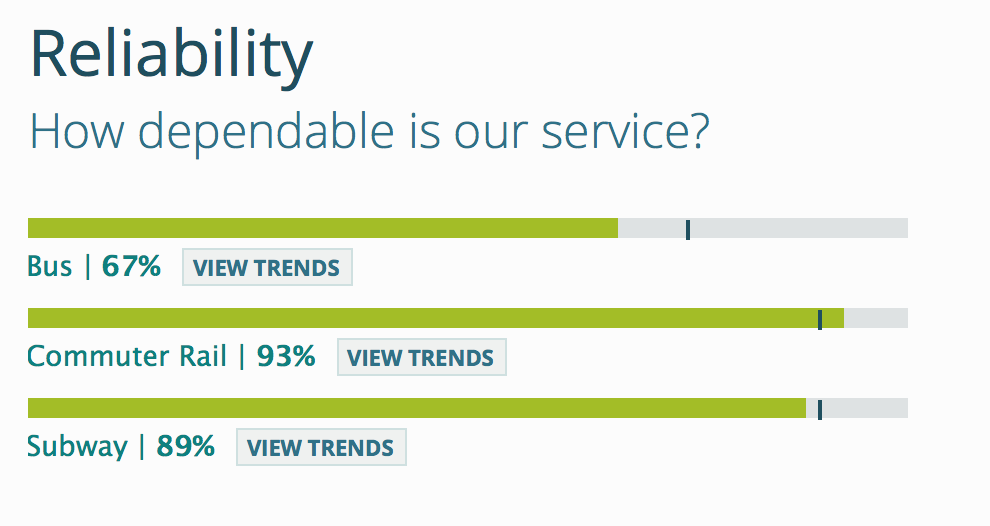 Reliability
How dependable is our service?
Bus | 67% VIEW TRENDS
Commuter Rail | 93% VIEW TRENDS
Subway | 89% VIEW TRENDS